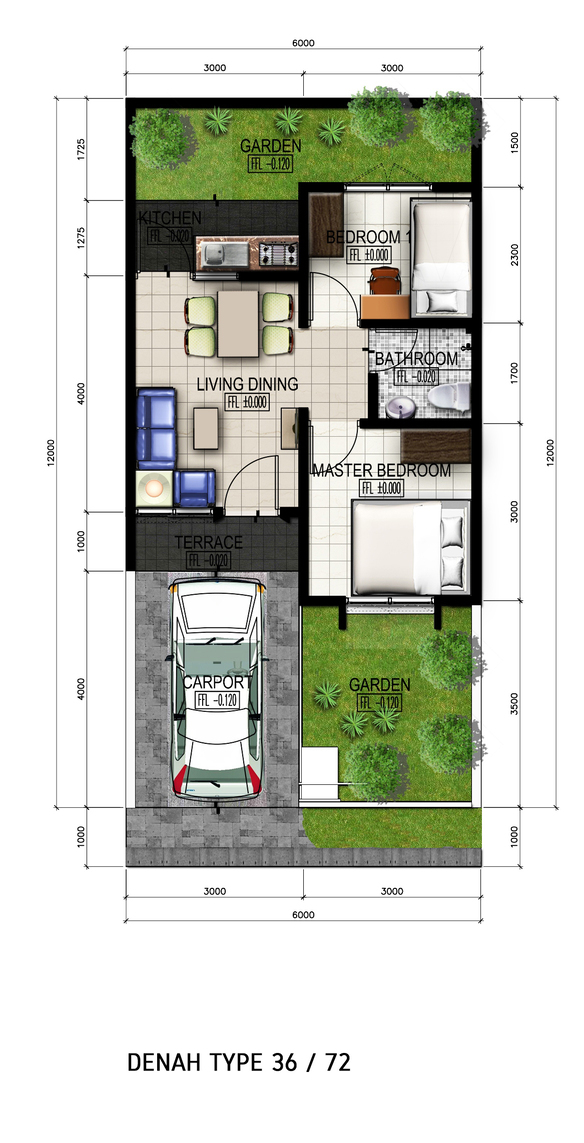 6000
3000 3000
1725
1500
GARDEN
FFL -0.120
KITCHEN
FFL -0.020
1275
BEDROOM 1
FFL ±0.000
2300
BATHROOM
FFL -0.020
1700
LIVING DINING
FFL ±0.000
4000
12000
12000
MASTER BEDROOM
FFL ±0.000
3000
TERRACE
FFL -0.020
1000
CARPORT
FFL -0.120
GARDEN
FFL -0.120
4000
3500
1000
1000
3000 3000
6000
DENAH TYPE 36 / 72